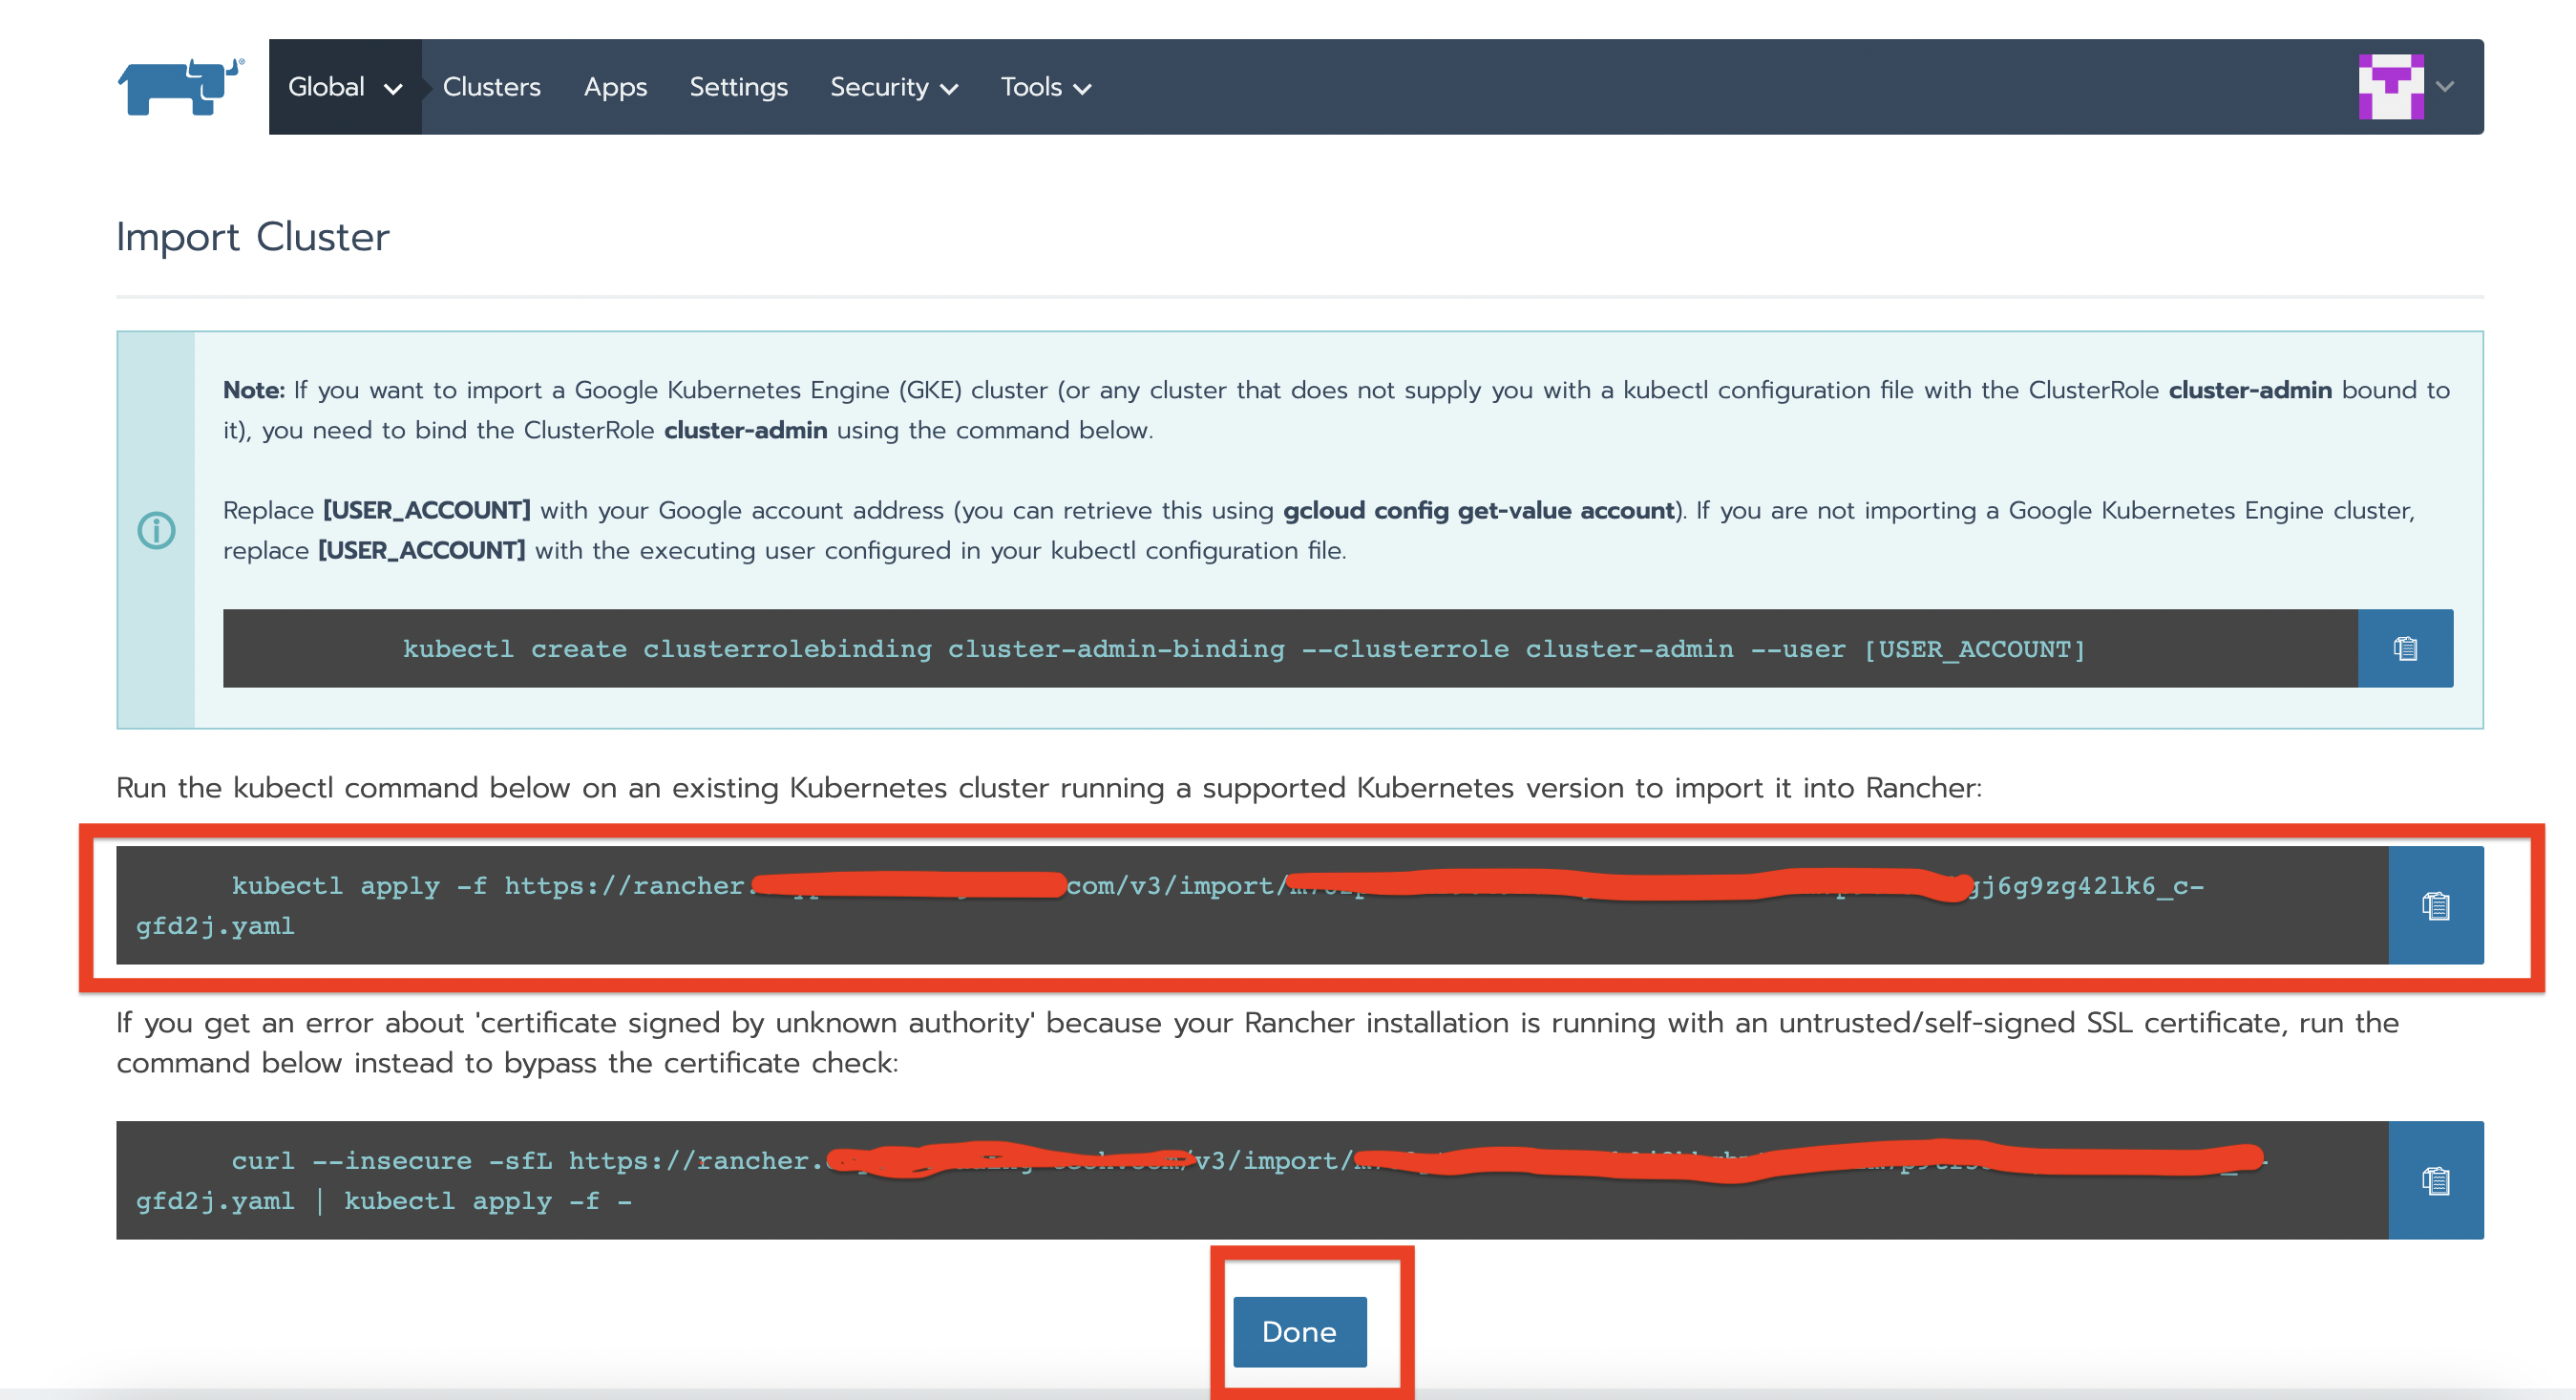 Global Clusters Apps Settings Security Tools
Import Cluster
Note: If you want to import a Google Kubernetes Engine (GKE) cluster (or any cluster that does not supply you with a kubectl configuration file with the ClusterRole cluster-admin bound to
it), you need to bind the ClusterRole cluster-admin using the command below.
Replace [USER_ACCOUNT] with your Google account address (you can retrieve this using gcloud config get-value account). If you are not importing a Google Kubernetes Engine cluster,
replace [USER_ACCOUNT] with the executing user configured in your kubectl configuration file.
kubectl create clusterrolebinding cluster-admin-binding --clusterrole cluster-admin --user [USER_ACCOUNT]
Run the kubectl command below on an existing Kubernetes cluster running a supported Kubernetes version to import it into Rancher:
kubectl apply -f https://rancher. com/v3/import/ gj6g9zg42lk6_c-
gfd2j.yaml
If you get an error about 'certificate signed by unknown authority' because your Rancher installation is running with an untrusted/self-signed SSL certificate, run the
command below instead to bypass the certificate check:
curl --insecure -sfL https://rancher. /v3/import/
gfd2j.yaml | kubectl apply -f -
Done